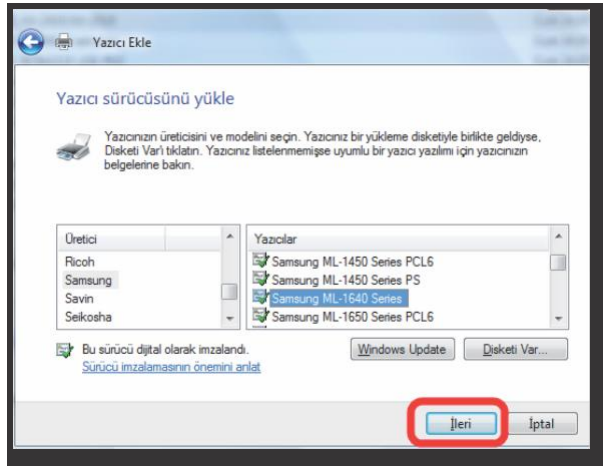 Yazıcı Ekle
Yazıcı sürücüsünü yükle
Yazıcınızın üreticisini ve modelini seçin. Yazıcınız bir yükleme disketiyle birlikte geldiyse,
Disketi Var'ı tıklatın. Yazıcınız listelenmemişse uyumlu bir yazıcı yazılımı için yazıcınızın
belgelerine bakın.
Üretici
Ricoh
Samsung
Savin
Seikosha
Yazıcılar
Samsung ML-1450 Series PCL6
Samsung ML-1450 Series PS
Samsung ML-1640 Series
Samsung ML-1650 Series PCL6
Bu sürücü dijital olarak imzalandı.
Sürücü imzalamasının önemini anlat
Windows Update
Disketi Var...
İleri
İptal